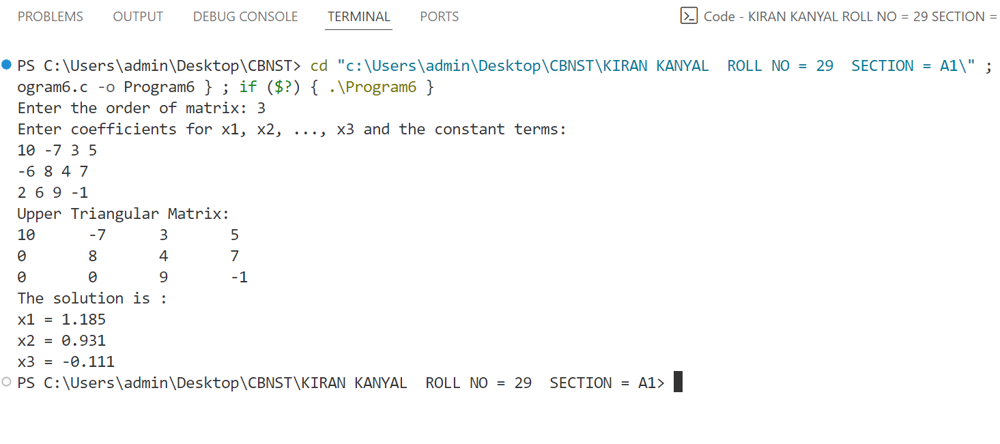 PROBLEMS OUTPUT DEBUG CONSOLE TERMINAL PORTS Code - KIRAN KANYAL ROLL NO = 29 SECTION =
PS C:\Users\admin\Desktop\CBNST> cd "c:\Users\admin\Desktop\CBNST\KIRAN KANYAL  ROLL NO = 29  SECTION = A1\" ;
ogram6.c -o Program6 } ; if ($?) { .\Program6 }
Enter the order of matrix: 3
Enter coefficients for x1, x2, ..., x3 and the constant terms:
10 -7 3 5
-6 8 4 7
2 6 9 -1
Upper Triangular Matrix:
10      -7      3       5
0       8       4       7
0       0       9       -1
The solution is :
x1 = 1.185
x2 = 0.931
x3 = -0.111
PS C:\Users\admin\Desktop\CBNST\KIRAN KANYAL  ROLL NO = 29  SECTION = A1>